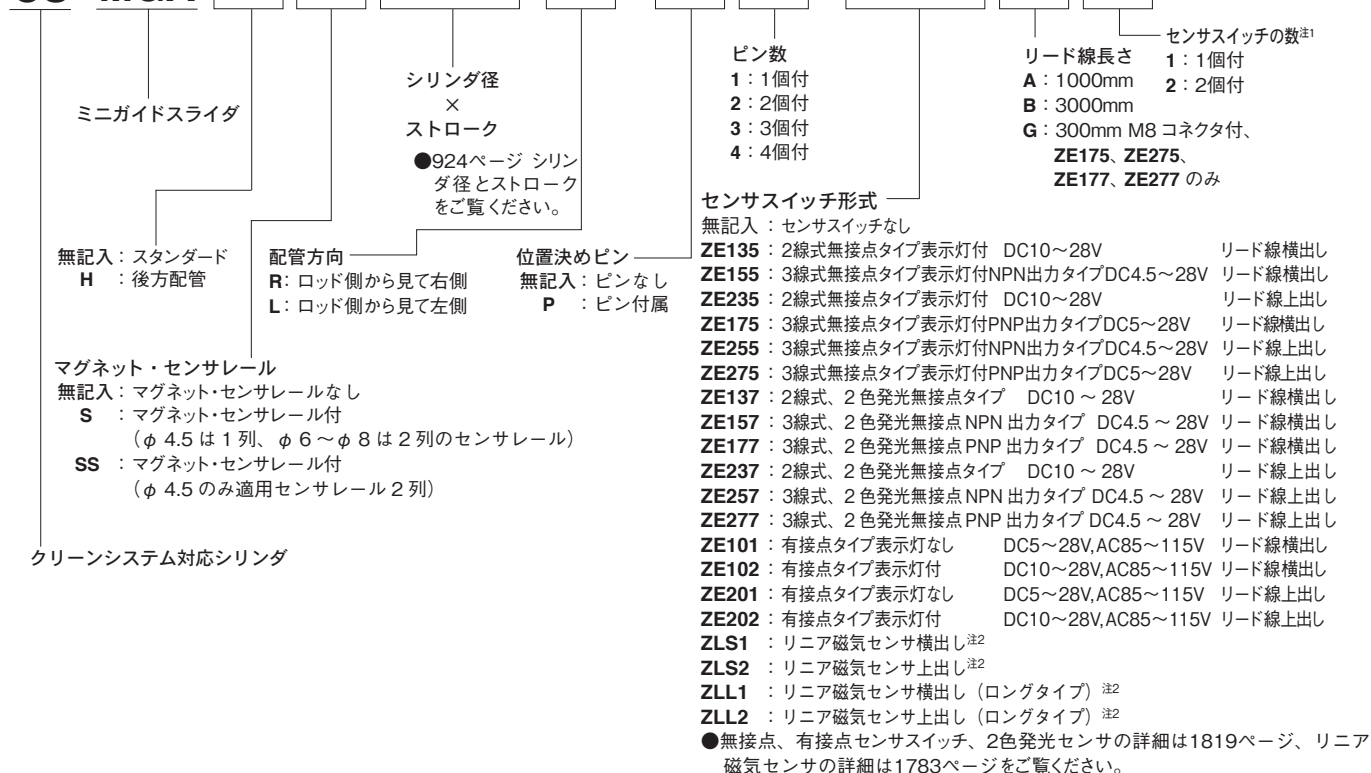 シリンダ径
×
ストローク
●924ページ シリン
ダ径とストローク
をご覧ください。
ミニガイドスライダ
ピン数
1：1個付
2：2個付
3：3個付
4：4個付
リード線長さ
A：1000mm
B：3000mm
G：300mm M8 コネクタ付、
ZE175、ZE275、
ZE177、ZE277 のみ
センサスイッチの数注1
1：1個付
2：2個付
無記入：スタンダード
H ：後方配管
配管方向
R：ロッド側から見て右側
L：ロッド側から見て左側
位置決めピン
無記入：ピンなし
P ：ピン付属
マグネット・センサレール
無記入：マグネット・センサレールなし
S ：マグネット・センサレール付
（φ 4.5 は 1 列、φ 6～φ 8 は 2 列のセンサレール）
SS ：マグネット・センサレール付
（φ 4.5 のみ適用センサレール 2 列）
クリーンシステム対応シリンダ
センサスイッチ形式
無記入：センサスイッチなし
ZE135：2線式無接点タイプ表示灯付 DC10～28V リード線横出し
ZE155：3線式無接点タイプ表示灯付NPN出力タイプDC4.5～28V リード線横出し
ZE235：2線式無接点タイプ表示灯付 DC10～28V リード線上出し
ZE175：3線式無接点タイプ表示灯付PNP出力タイプDC5～28V リード線横出し
ZE255：3線式無接点タイプ表示灯付NPN出力タイプDC4.5～28V リード線上出し
ZE275：3線式無接点タイプ表示灯付PNP出力タイプDC5～28V リード線上出し
ZE137：2線式、2 色発光無接点タイプ DC10 ～ 28V リード線横出し
ZE157：3線式、2 色発光無接点 NPN 出力タイプ DC4.5 ～ 28V リード線横出し
ZE177：3線式、2 色発光無接点 PNP 出力タイプ DC4.5 ～ 28V リード線横出し
ZE237：2線式、2 色発光無接点タイプ DC10 ～ 28V リード線上出し
ZE257：3線式、2 色発光無接点 NPN 出力タイプ DC4.5 ～ 28V リード線上出し
ZE277：3線式、2 色発光無接点 PNP 出力タイプ DC4.5 ～ 28V リード線上出し
ZE101：有接点タイプ表示灯なし DC5～28V,AC85～115V リード線横出し
ZE102：有接点タイプ表示灯付 DC10～28V,AC85～115V リード線横出し
ZE201：有接点タイプ表示灯なし DC5～28V,AC85～115V リード線上出し
ZE202：有接点タイプ表示灯付 DC10～28V,AC85～115V リード線上出し
ZLS1 ：リニア磁気センサ横出し注2
ZLS2 ：リニア磁気センサ上出し注2
ZLL1 ：リニア磁気センサ横出し（ロングタイプ）注2
ZLL2 ：リニア磁気センサ上出し（ロングタイプ）注2
●無接点、有接点センサスイッチ、2色発光センサの詳細は1819ページ、リニア
磁気センサの詳細は1783ページをご覧ください。